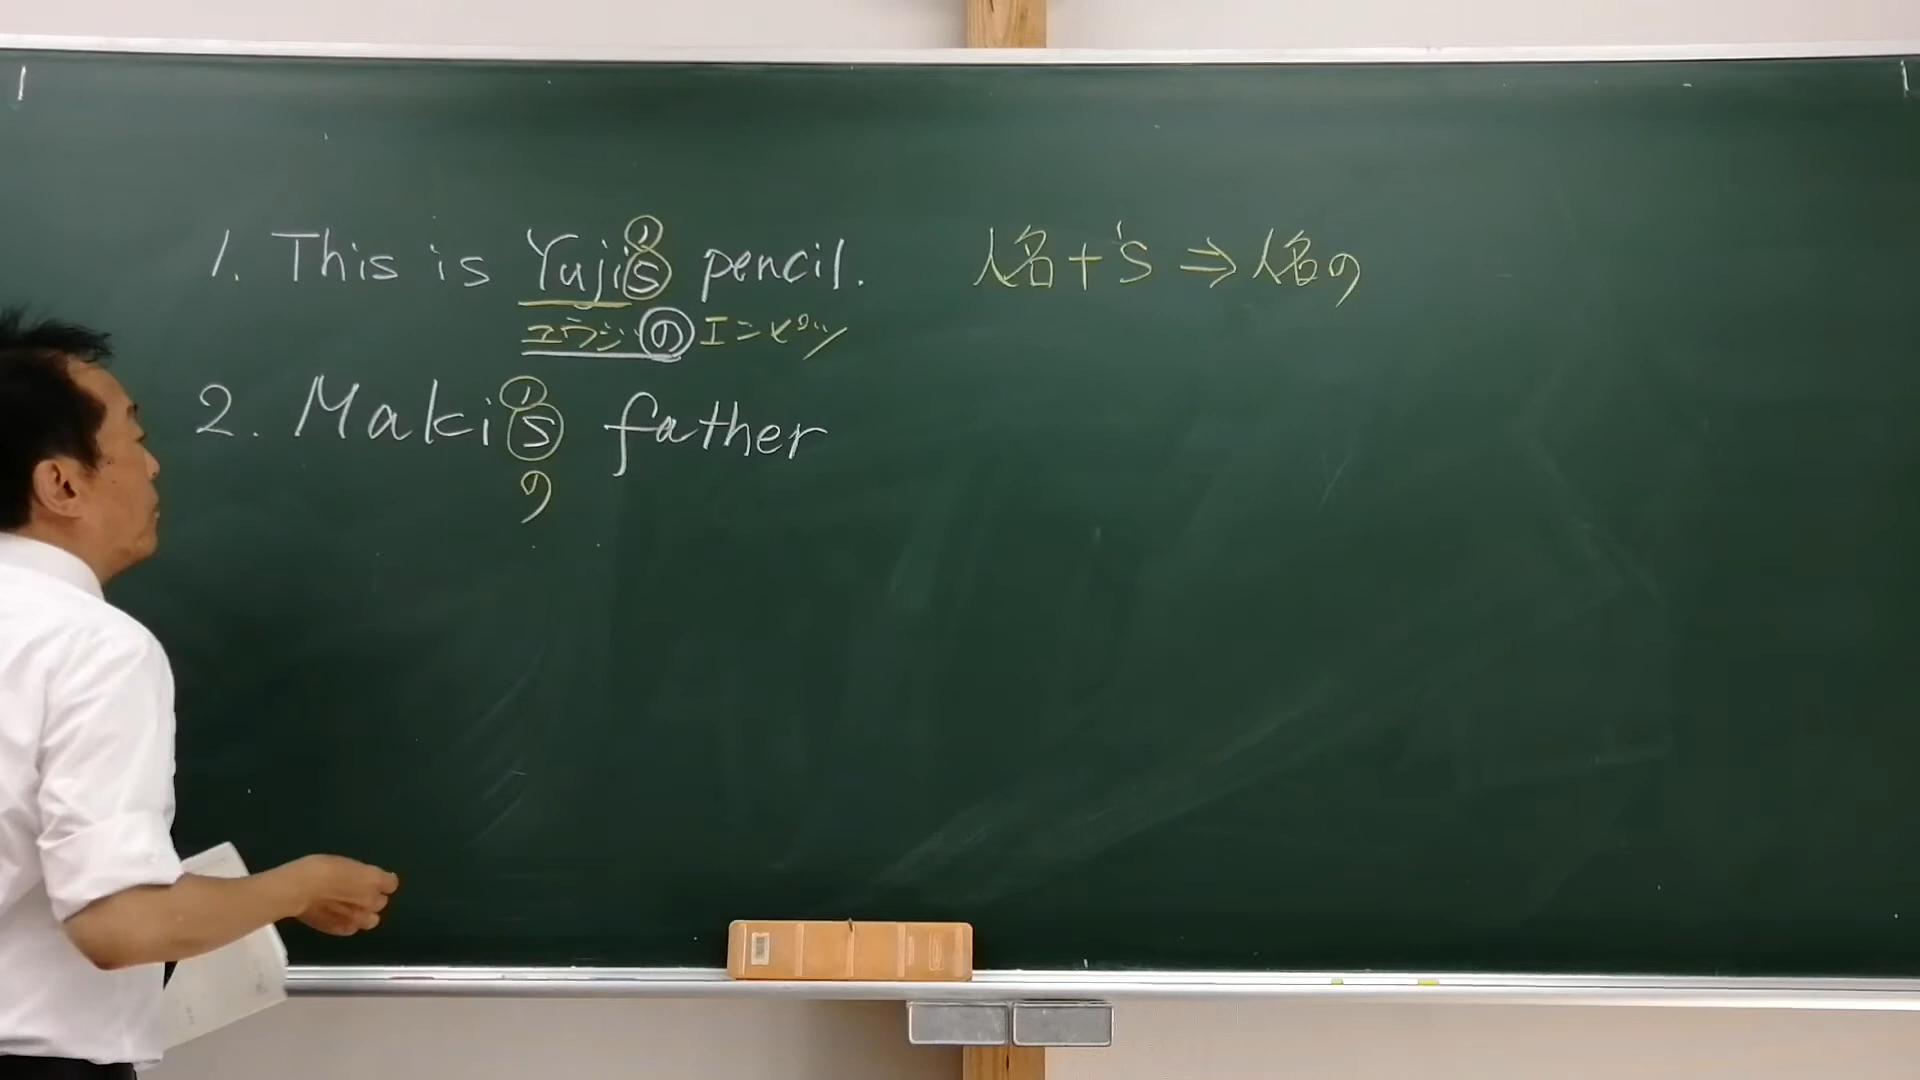 1. This is Yuji's pencil. 人名+'s ⇒ 人名の
ユウジの エンピツ
2. Maki's father
の